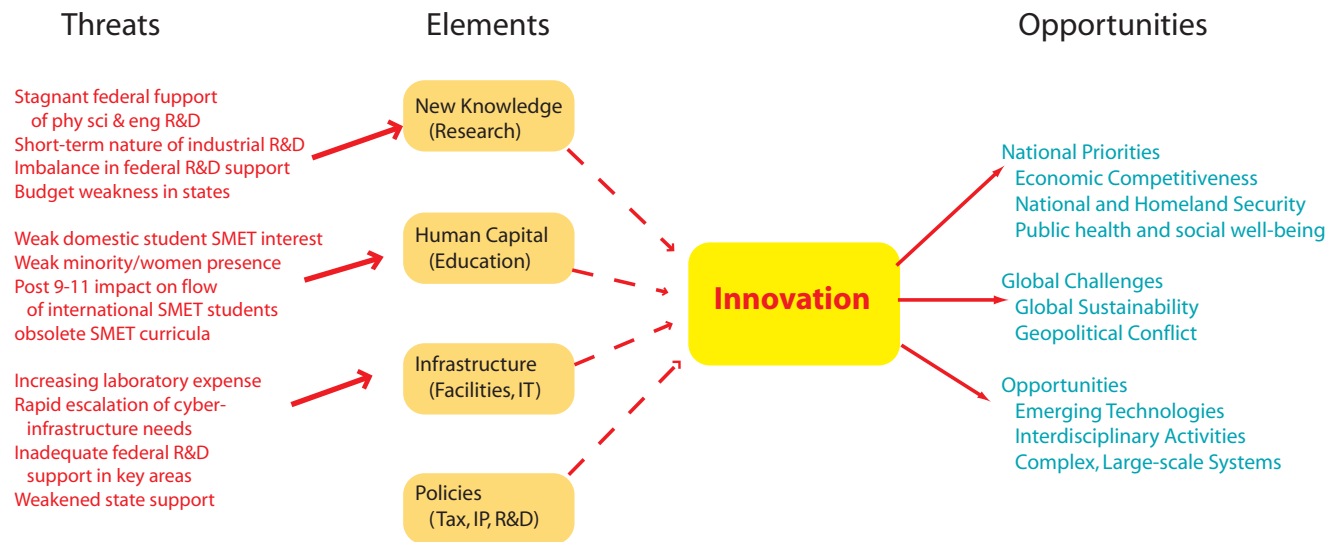 Threats
Elements
Opportunities
Stagnant federal fupport
of phy sci & eng R&D
Short-term nature of industrial R&D
Imbalance in federal R&D support
Budget weakness in states
Weak domestic student SMET interest
Weak minority/women presence
Post 9-11 impact on flow
of international SMET students
obsolete SMET curricula
Increasing laboratory expense
Rapid escalation of cyber-
infrastructure needs
Inadequate federal R&D
support in key areas
Weakened state support
New Knowledge
(Research)
Human Capital
(Education)
Infrastructure
(Facilities, IT)
Policies
(Tax, IP, R&D)
Innovation
National Priorities
Economic Competitiveness
National and Homeland Security
Public health and social well-being
Global Challenges
Global Sustainability
Geopolitical Conflict
Opportunities
Emerging Technologies
Interdisciplinary Activities
Complex, Large-scale Systems